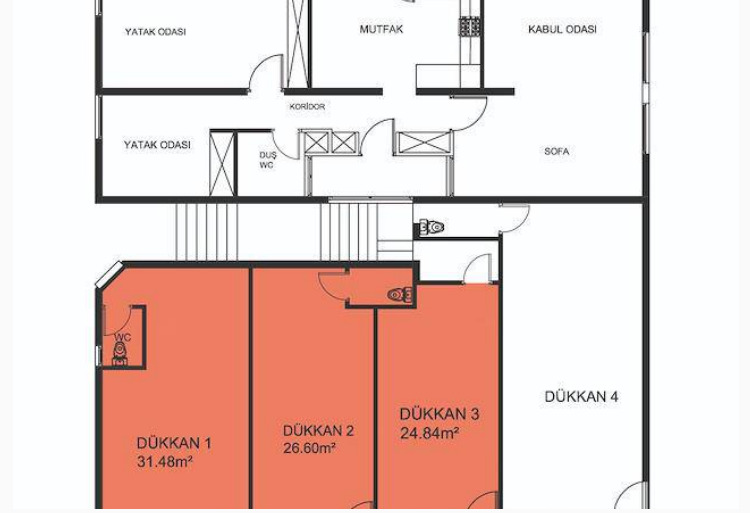 YATAK ODASI
MUTFAK
KABUL ODASI
KORİDOR
YATAK ODASI
DUŞ
WC
SOFA
WC
DÜKKAN 1
31.48m²
DÜKKAN 2
26.60m²
DÜKKAN 3
24.84m²
DÜKKAN 4